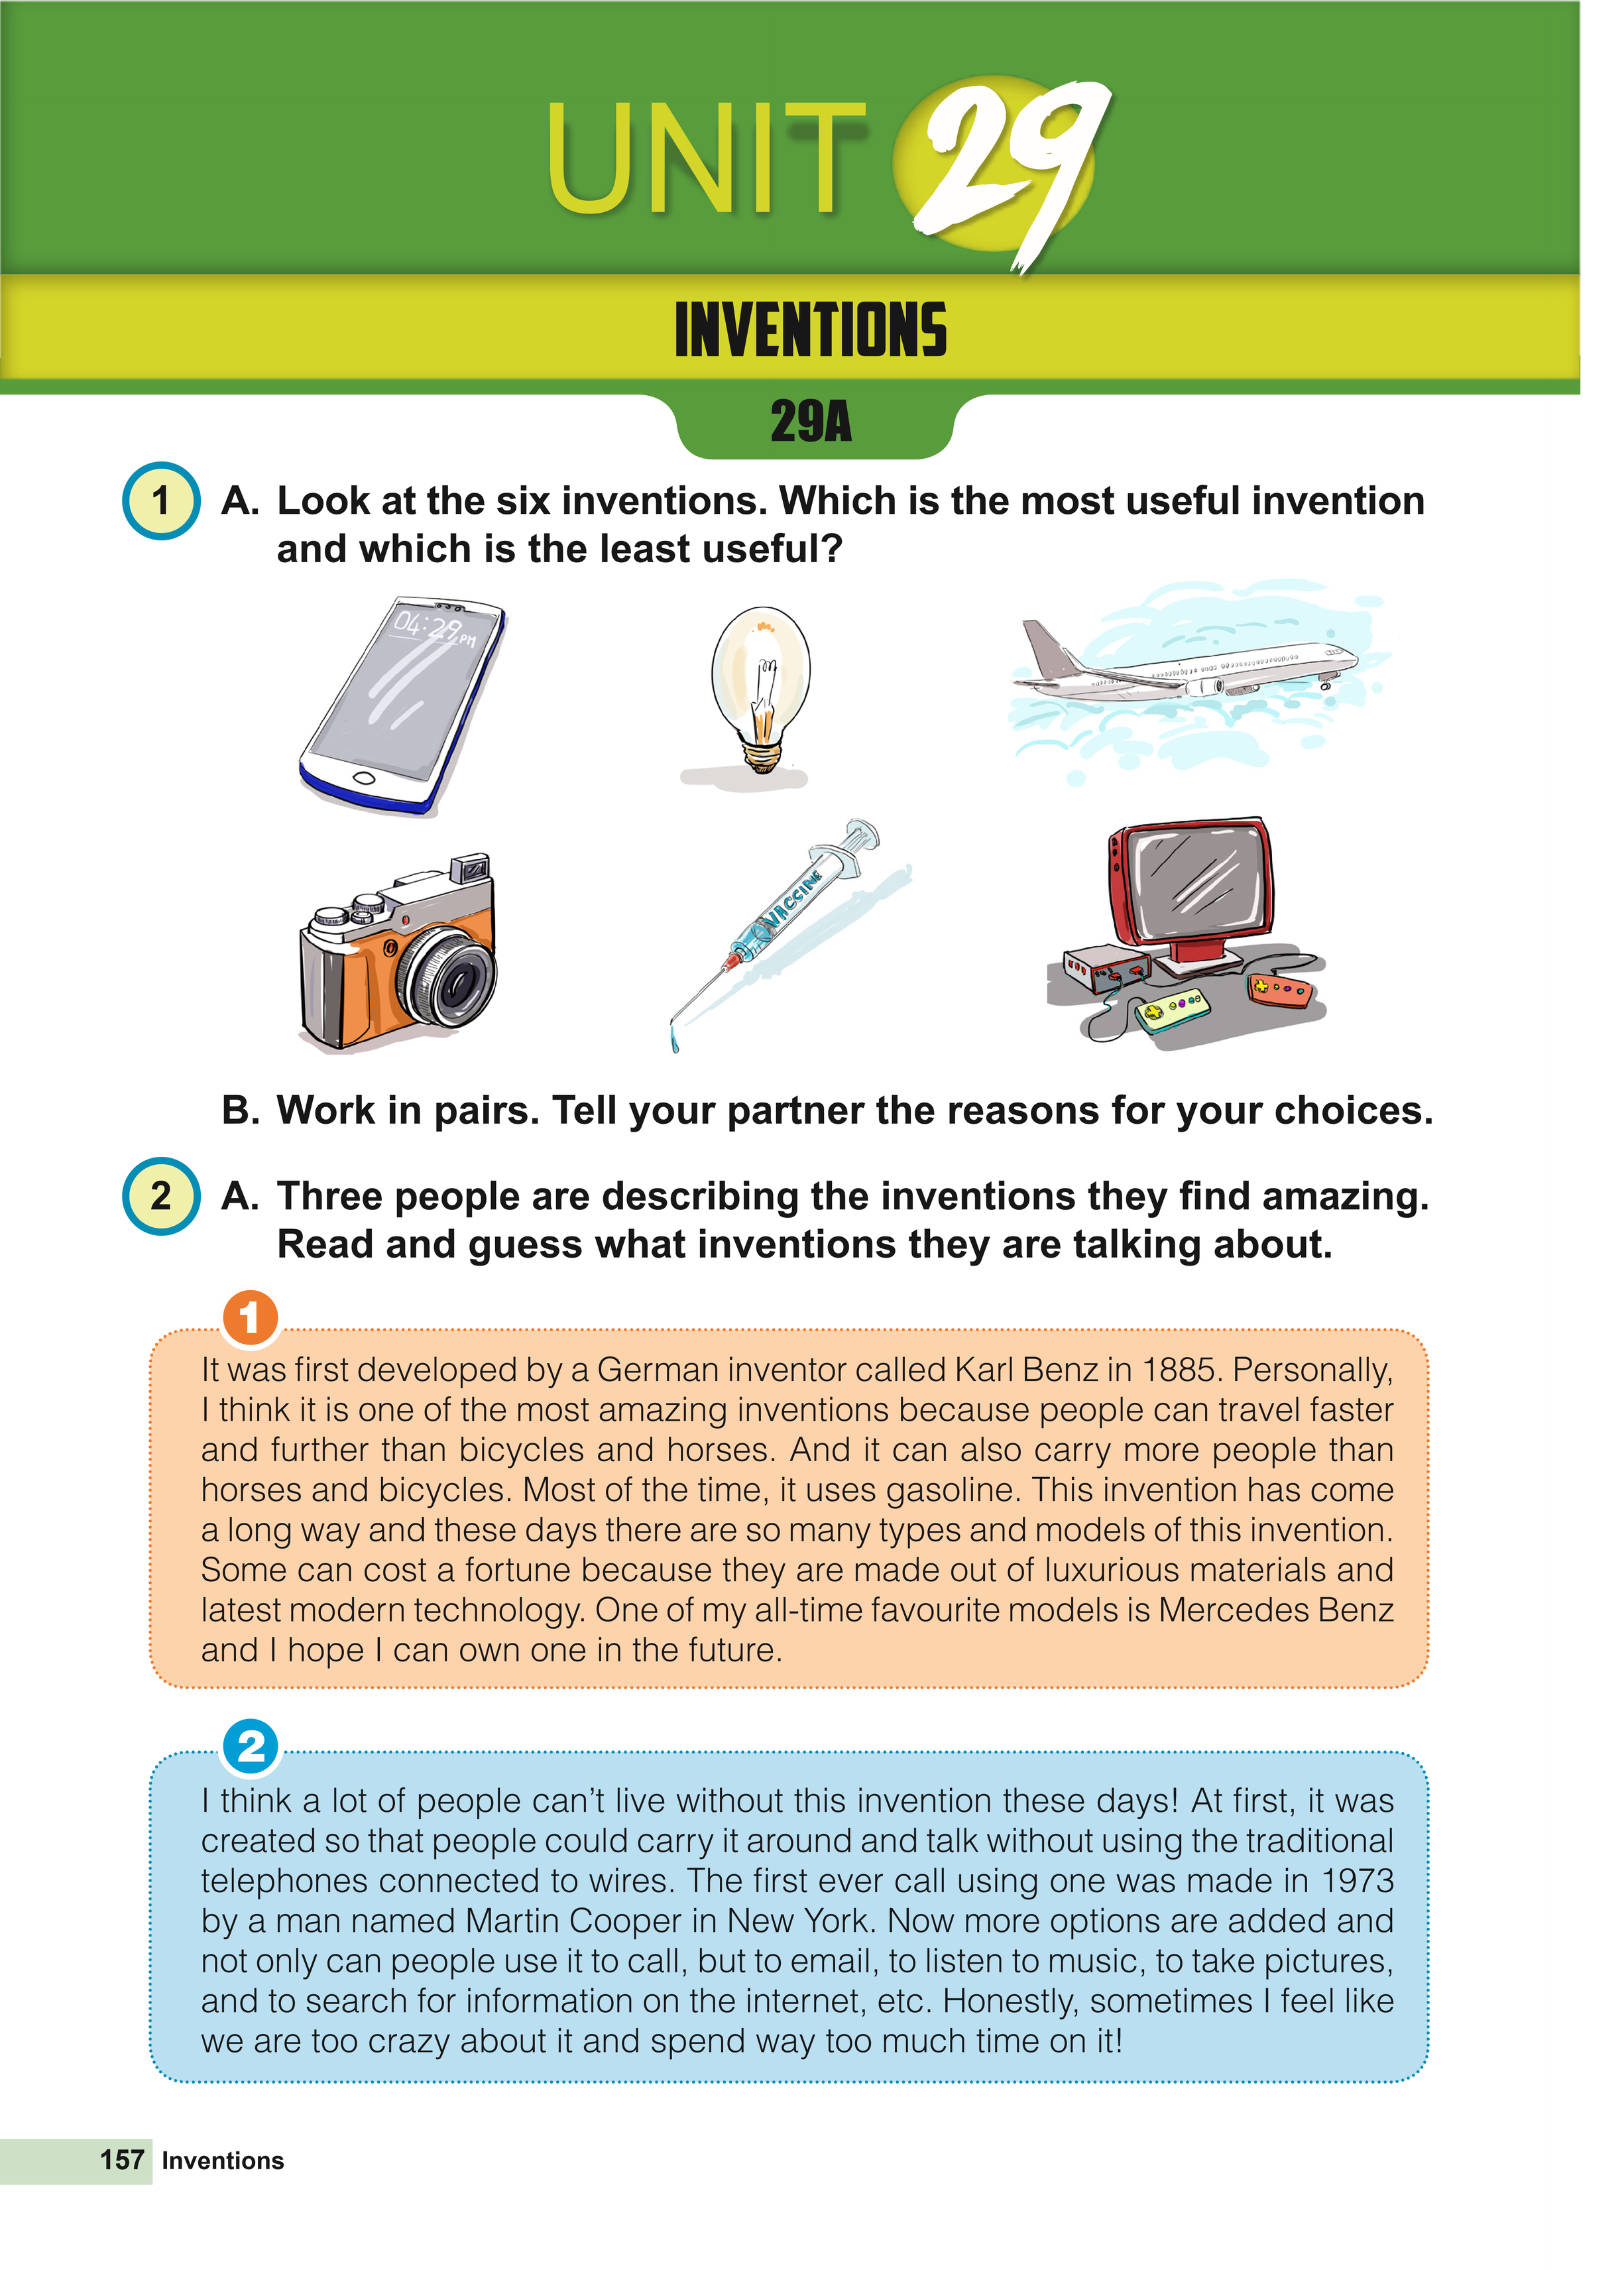 UNIT 29
INVENTIONS
29A
1 A. Look at the six inventions. Which is the most useful invention
and which is the least useful?
04:29 PM
VACCINE
B. Work in pairs. Tell your partner the reasons for your choices.
2 A. Three people are describing the inventions they find amazing.
Read and guess what inventions they are talking about.
1
It was first developed by a German inventor called Karl Benz in 1885. Personally,
I think it is one of the most amazing inventions because people can travel faster
and further than bicycles and horses. And it can also carry more people than
horses and bicycles. Most of the time, it uses gasoline. This invention has come
a long way and these days there are so many types and models of this invention.
Some can cost a fortune because they are made out of luxurious materials and
latest modern technology. One of my all-time favourite models is Mercedes Benz
and I hope I can own one in the future.
2
I think a lot of people can't live without this invention these days! At first, it was
created so that people could carry it around and talk without using the traditional
telephones connected to wires. The first ever call using one was made in 1973
by a man named Martin Cooper in New York. Now more options are added and
not only can people use it to call, but to email, to listen to music, to take pictures,
and to search for information on the internet, etc. Honestly, sometimes I feel like
we are too crazy about it and spend way too much time on it!
157 Inventions